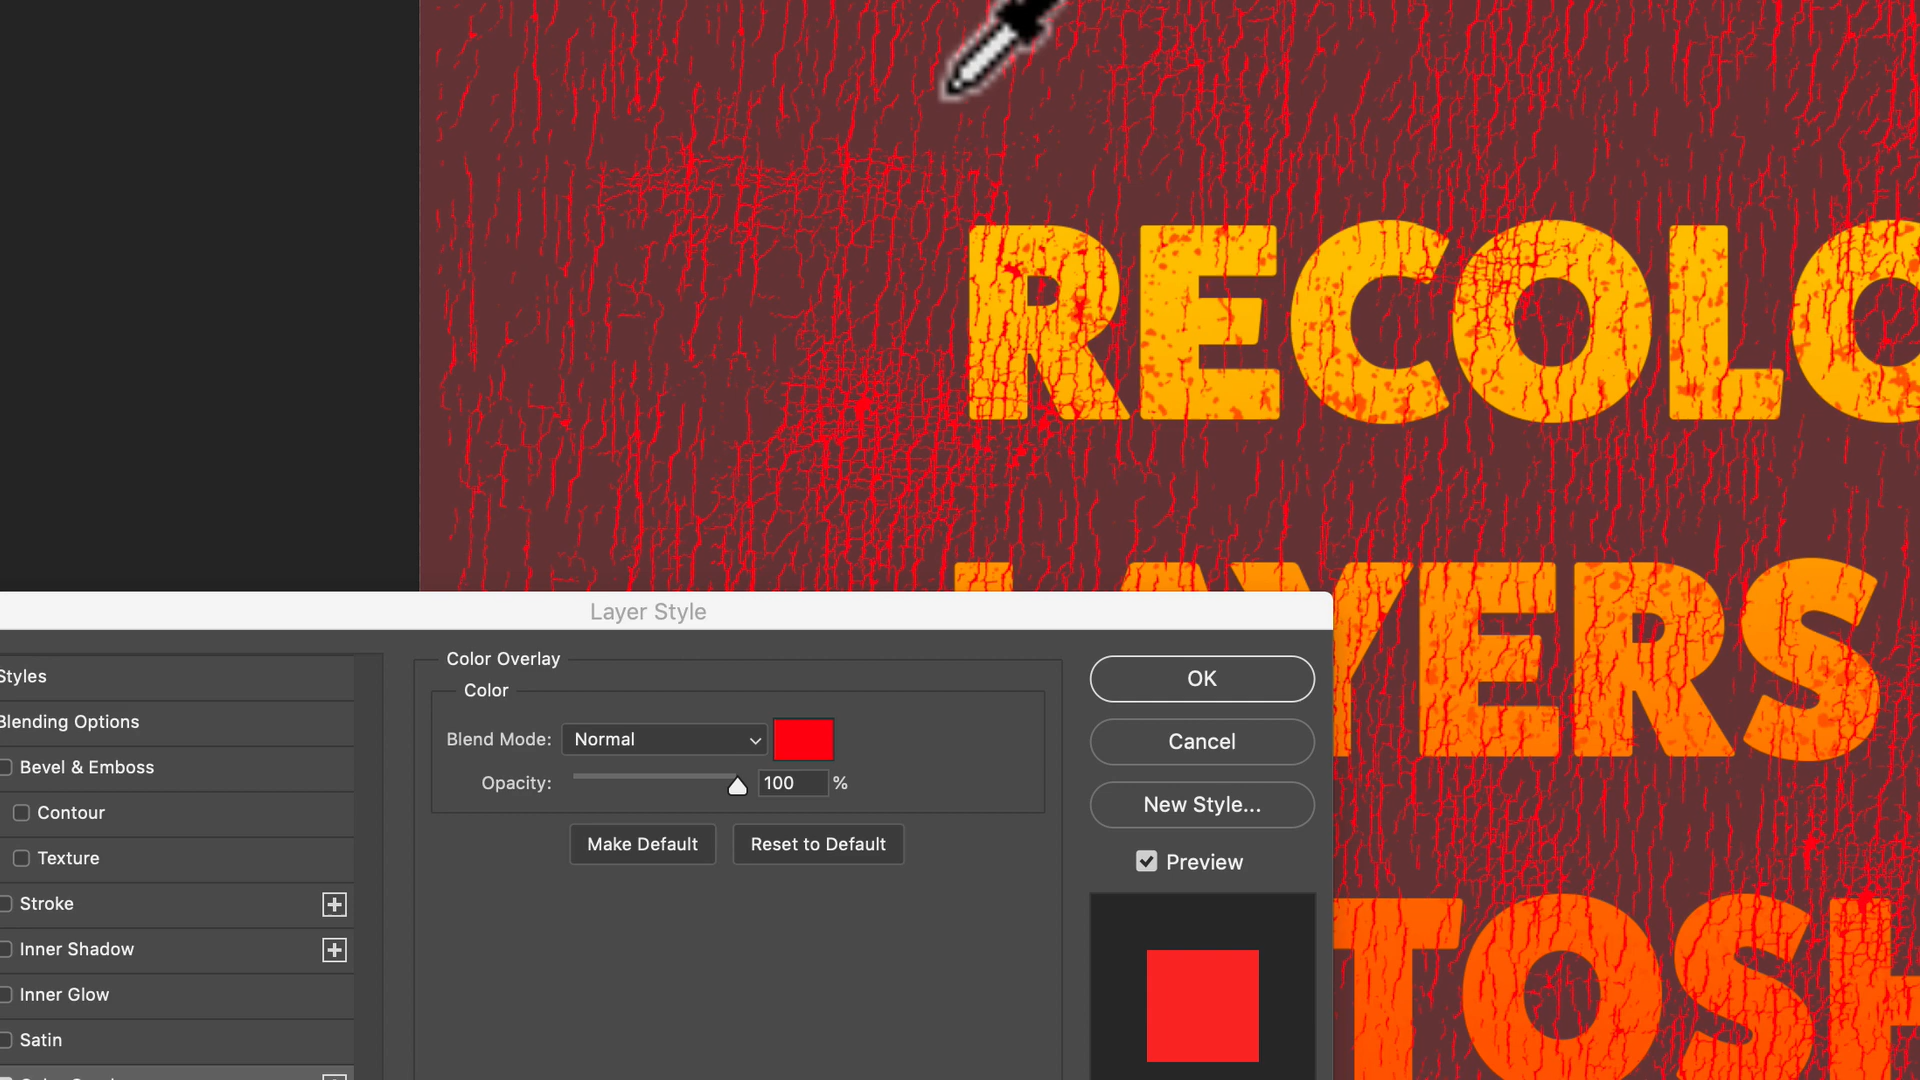 RECOLO
LAYERS
TOSH
Layer Style
Styles
Blending Options
Bevel & Emboss
Contour
Texture
Stroke
Inner Shadow
Inner Glow
Satin
Color Overlay
Color
Blend Mode: Normal
Opacity: 100 %
Make Default
Reset to Default
OK
Cancel
New Style...
Preview